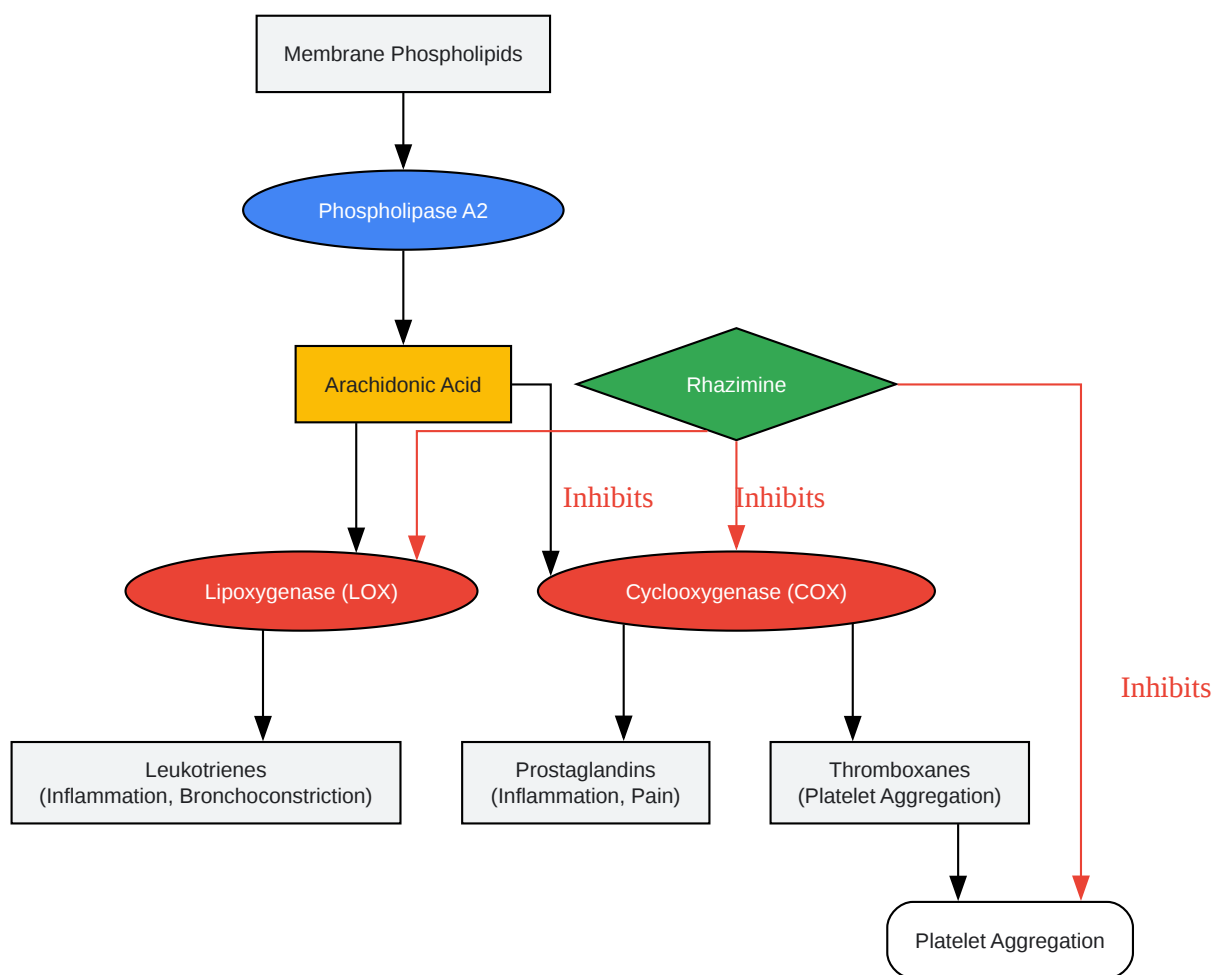 Membrane Phospholipids
Phospholipase A2
Arachidonic Acid
Rhazimine
Inhibits
Inhibits
Lipoxygenase (LOX)
Cyclooxygenase (COX)
Inhibits
Leukotrienes
(Inflammation, Bronchoconstriction)
Prostaglandins
(Inflammation, Pain)
Thromboxanes
(Platelet Aggregation)
Platelet Aggregation